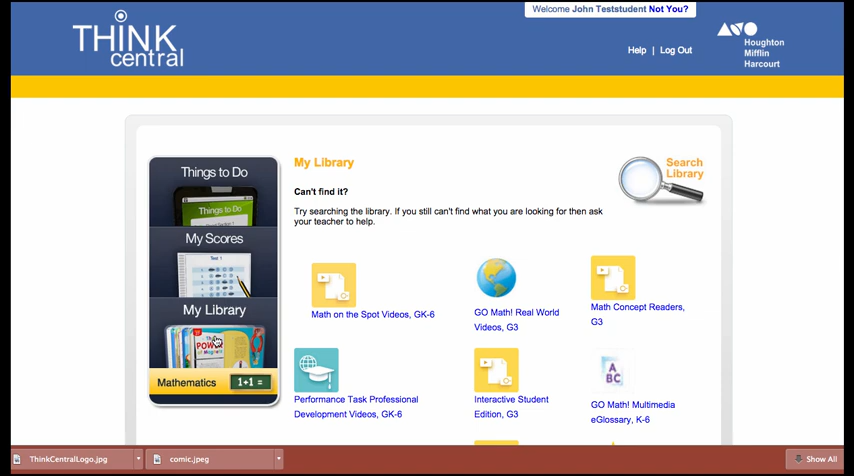 Welcome John Teststudent Not You?
THINK
central
Help | Log Out
Houghton
Mifflin
Harcourt
Things to Do
Things to Do
My Scores
Test 1
My Library
POWER
Mathematics
1+1 =
My Library
Search
Library
Can't find it?
Try searching the library. If you still can't find what you are looking for then ask
your teacher to help.
Math on the Spot Videos, GK-6
GO Math! Real World
Videos, G3
Math Concept Readers,
G3
Performance Task Professional
Development Videos, GK-6
Interactive Student
Edition, G3
A
B C
GO Math! Multimedia
eGlossary, K-6
ThinkCentralLogo.jpg
comic.jpeg
Show All